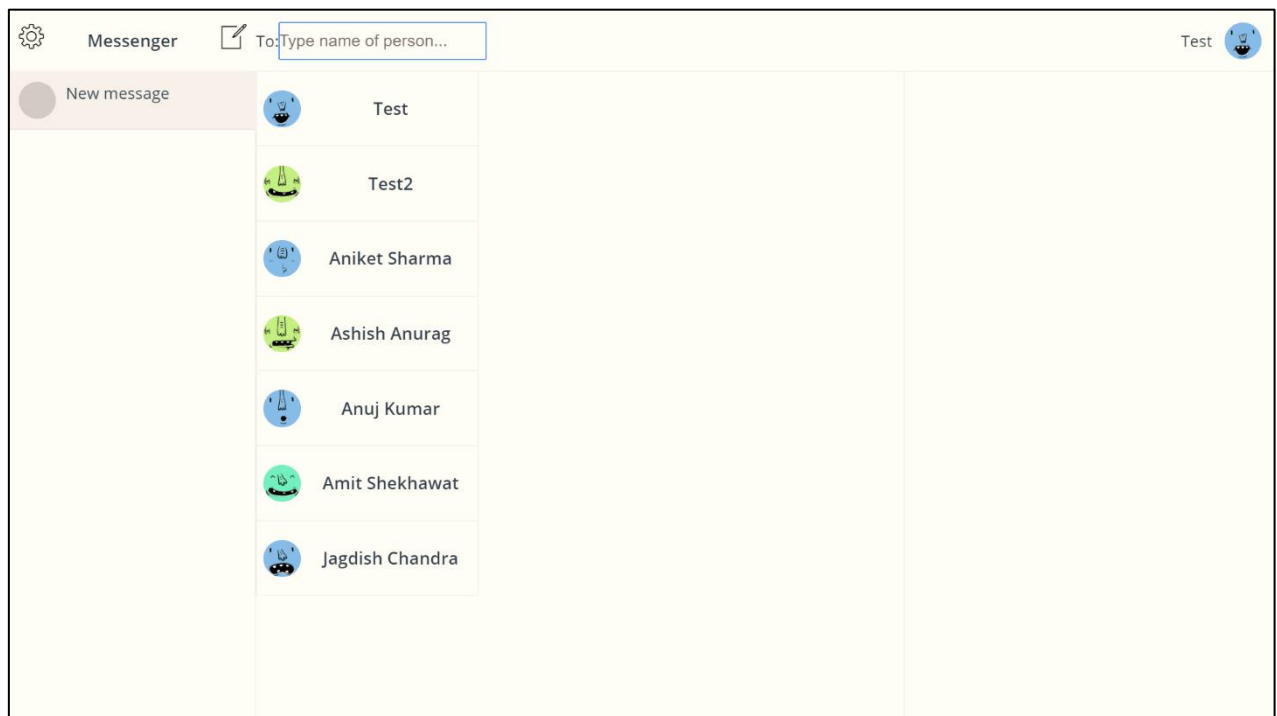 Messenger
To:Type name of person...
Test
New message
Test
Test2
Aniket Sharma
Ashish Anurag
Anuj Kumar
Amit Shekhawat
Jagdish Chandra